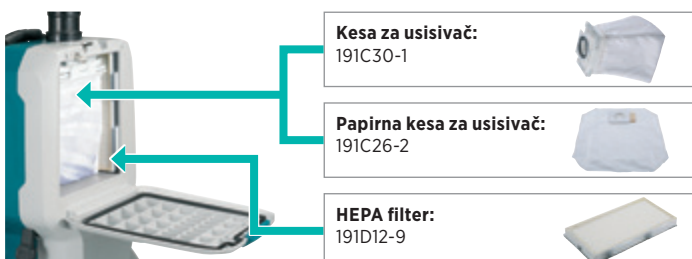 Kesa za usisivač:
191C30-1
Papirna kesa za usisivač:
191C26-2
HEPA filter:
191D12-9